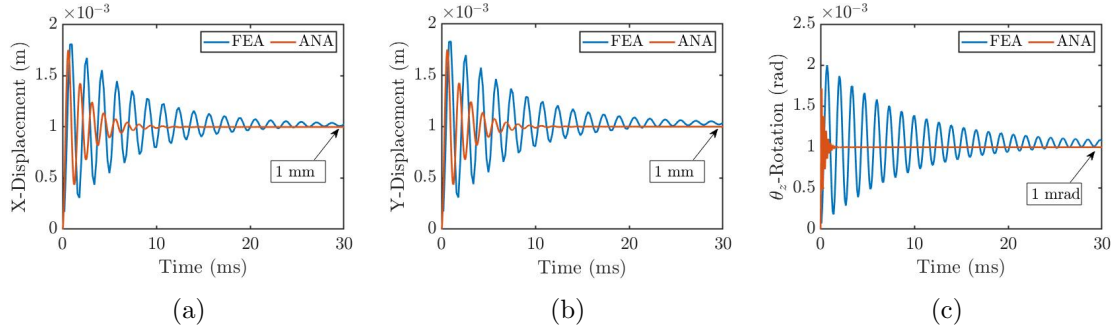 ×10⁻³
2
1.5
1
0.5
0
X-Displacement (m)
FEA ANA
1 mm
0 10 20 30
Time (ms)
(a)
×10⁻³
2
1.5
1
0.5
0
Y-Displacement (m)
FEA ANA
1 mm
0 10 20 30
Time (ms)
(b)
×10⁻³
2.5
2
1.5
1
0.5
0
θz-Rotation (rad)
FEA ANA
1 mrad
0 10 20 30
Time (ms)
(c)